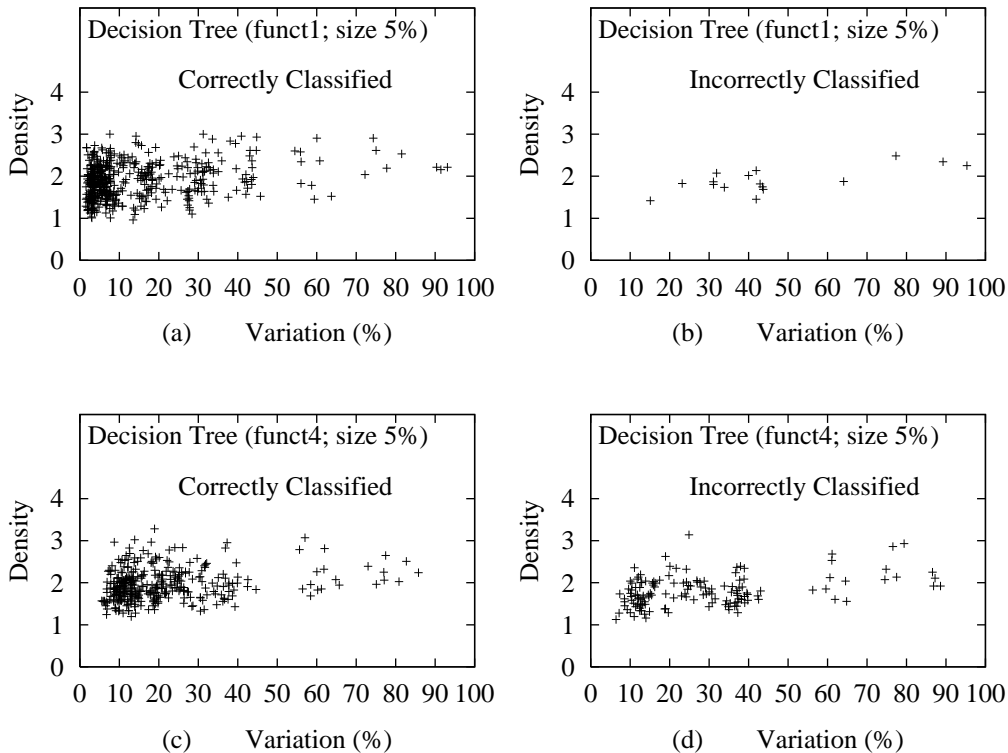 Decision Tree (funct1; size 5%)
Correctly Classified
Density
4
3
2
1
0
0 10 20 30 40 50 60 70 80 90 100
(a) Variation (%)
Decision Tree (funct1; size 5%)
Incorrectly Classified
Density
4
3
2
1
0
0 10 20 30 40 50 60 70 80 90 100
(b) Variation (%)
Decision Tree (funct4; size 5%)
Correctly Classified
Density
4
3
2
1
0
0 10 20 30 40 50 60 70 80 90 100
(c) Variation (%)
Decision Tree (funct4; size 5%)
Incorrectly Classified
Density
4
3
2
1
0
0 10 20 30 40 50 60 70 80 90 100
(d) Variation (%)